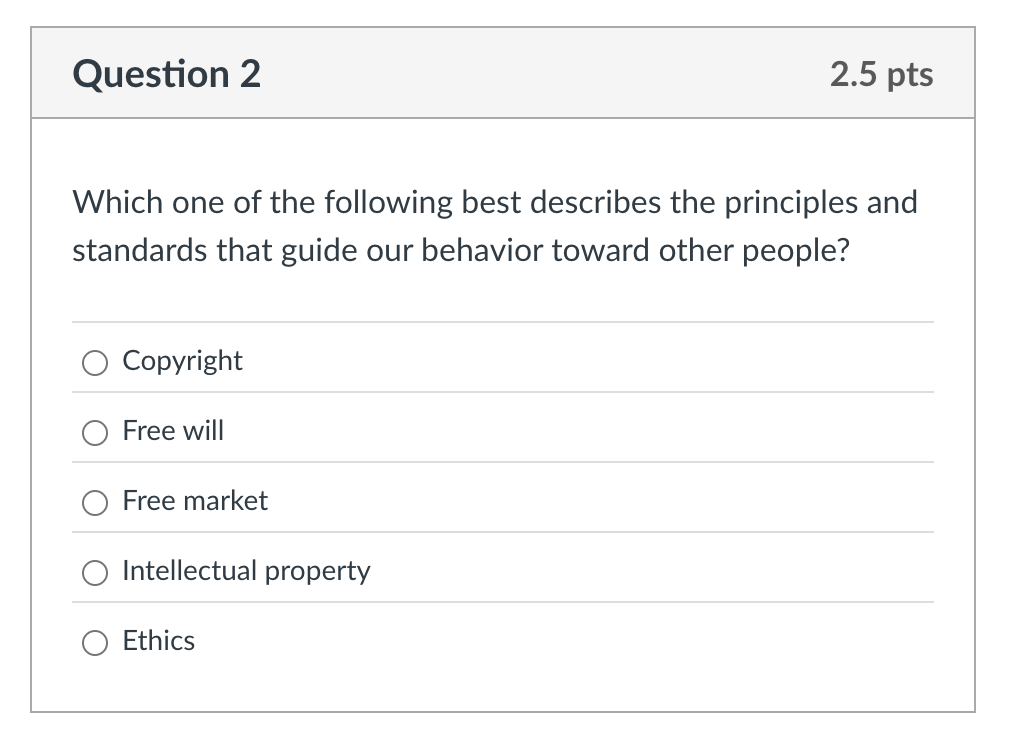 Question 2 2.5 pts
Which one of the following best describes the principles and
standards that guide our behavior toward other people?
Copyright
Free will
Free market
Intellectual property
Ethics